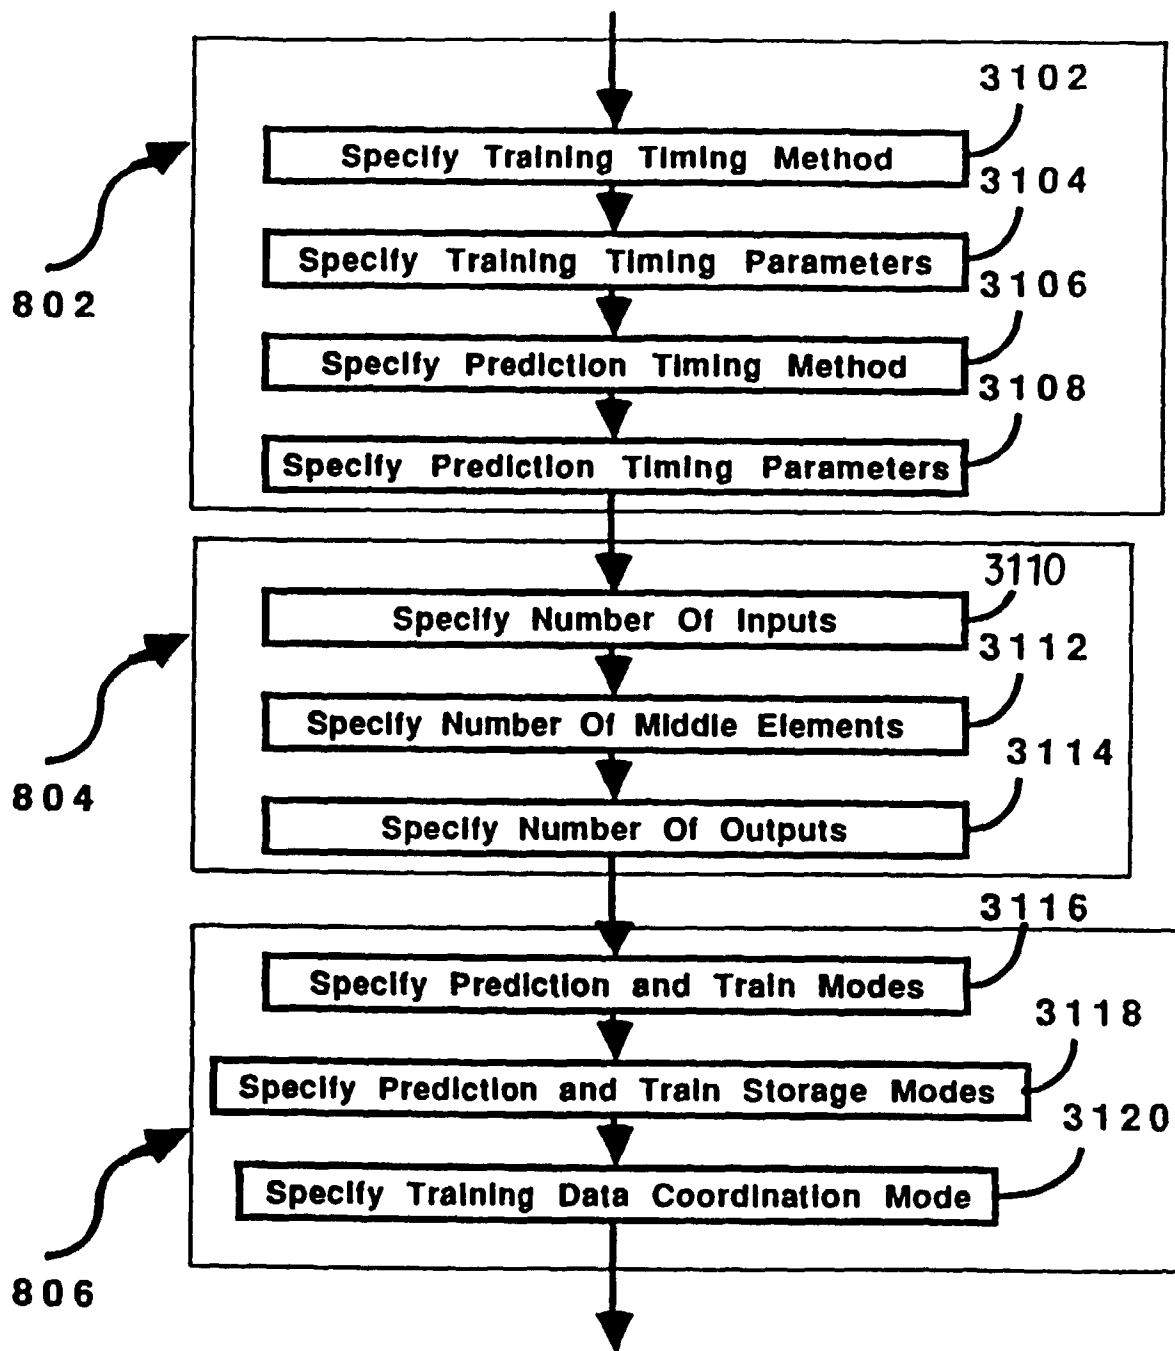 3102
Specify Training Timing Method
3104
Specify Training Timing Parameters
3106
802
Specify Prediction Timing Method
3108
Specify Prediction Timing Parameters
3110
Specify Number Of Inputs
3112
Specify Number Of Middle Elements
3114
804
Specify Number Of Outputs
3116
Specify Prediction and Train Modes
3118
Specify Prediction and Train Storage Modes
3120
Specify Training Data Coordination Mode
806